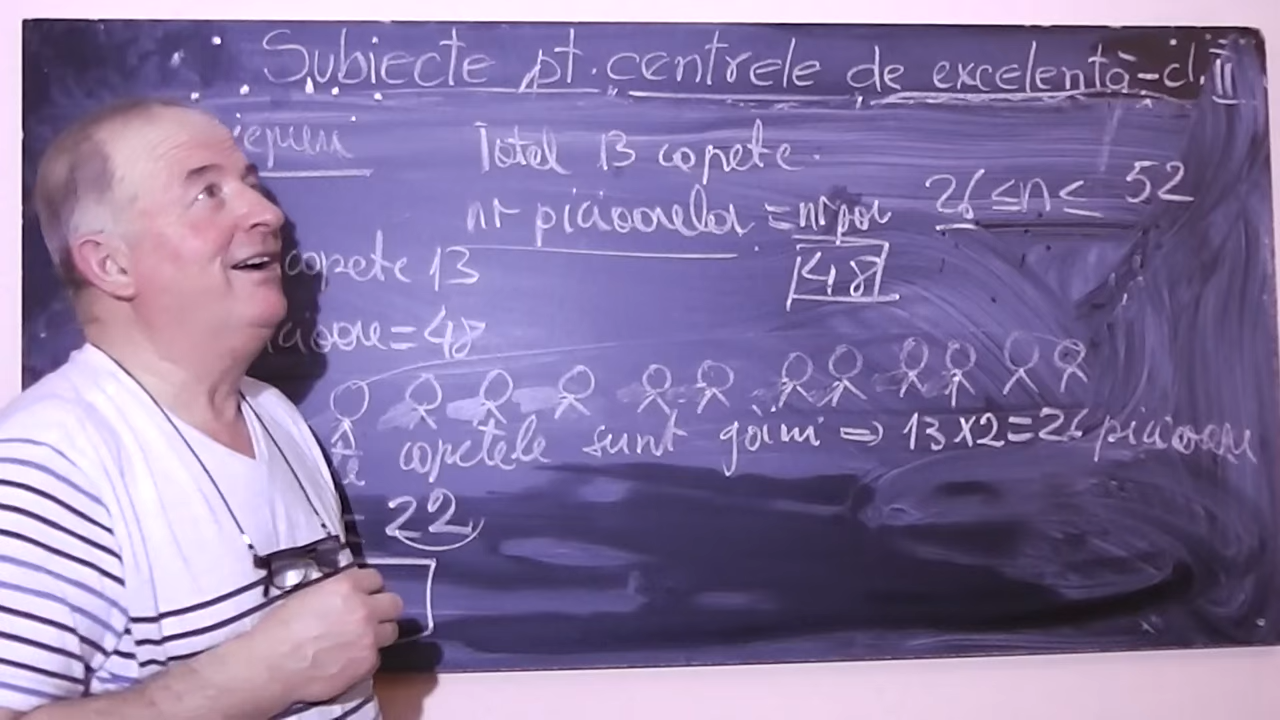 Subiecte pt. centrele de excelență-cl. II
iepuri
Total 13 capete.
nr picioarelor = nr par
48
26 ≤ n ≤ 52
capete 13
picioare = 48
capetele sunt găini => 13 x 2 = 26 picioare
22